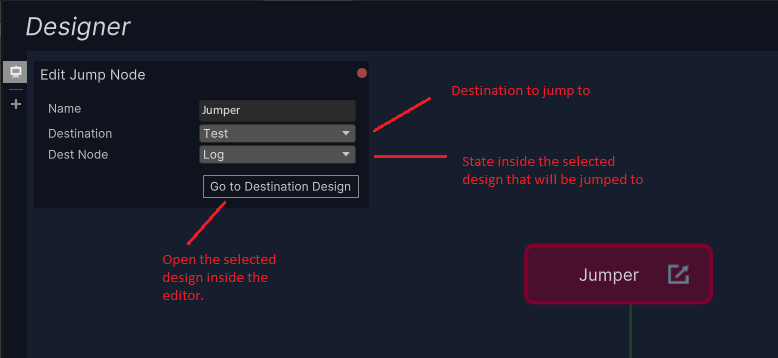 Designer
Edit Jump Node
Name
Jumper
Destination
Test
Dest Node
Log
Go to Destination Design
Destination to jump to
State inside the selected
design that will be jumped to
Open the selected
design inside the
editor.
Jumper